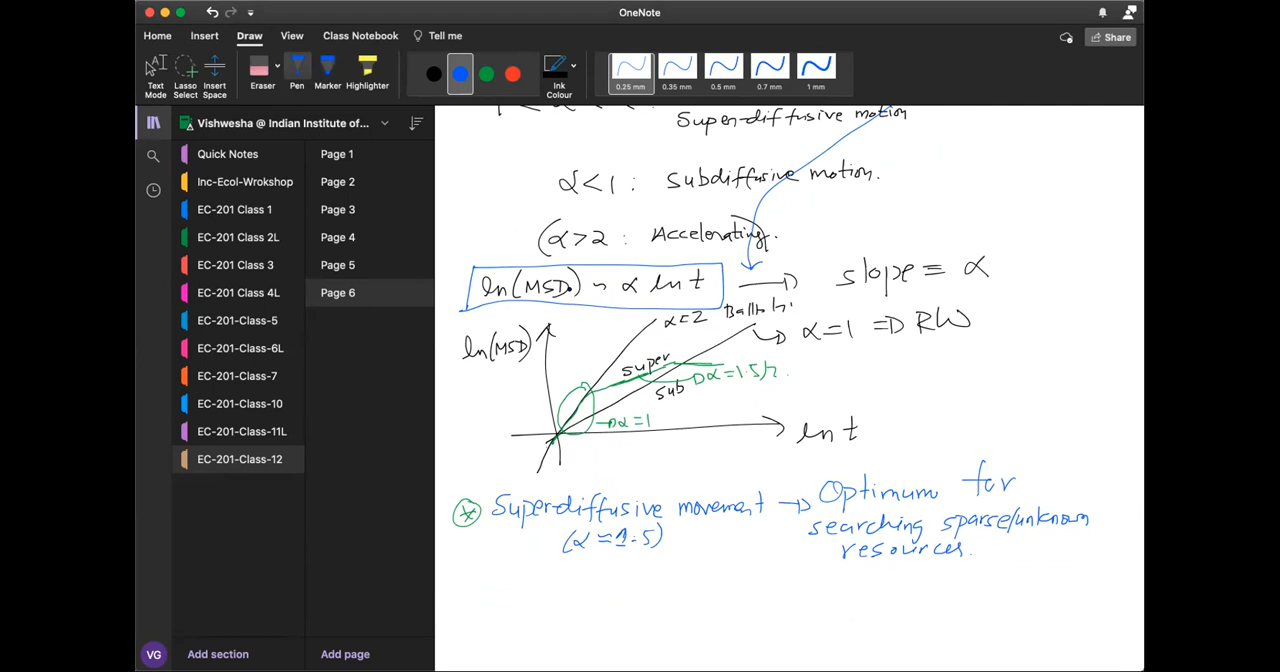 OneNote
Home Insert Draw View Class Notebook Tell me
Share
Text Mode
Lasso Select
Insert Space
Eraser
Pen
Marker
Highlighter
Ink Colour
0.25 mm 0.35 mm 0.5 mm 0.7 mm 1 mm
Vishwesha @ Indian Institute of...
Quick Notes
Inc-Ecol-Wrokshop
EC-201 Class 1
EC-201 Class 2L
EC-201 Class 3
EC-201 Class 4L
EC-201-Class-5
EC-201-Class-6L
EC-201-Class-7
EC-201-Class-10
EC-201-Class-11L
EC-201-Class-12
Page 1
Page 2
Page 3
Page 4
Page 5
Page 6
VG
Add section
Add page
Super-diffusive motion
α<1 : Subdiffusive motion.
(α>2 : Accelerating).
ln(MSD) ~ α ln t → slope ≡ α
α=2
α=1 ⇒ RW
ln(MSD)
super
sub
α=1.5/2
α=1
ln t
* Superdiffusive movement → Optimum for
(α ≈ 1.5)
searching sparse/unknown
resources.